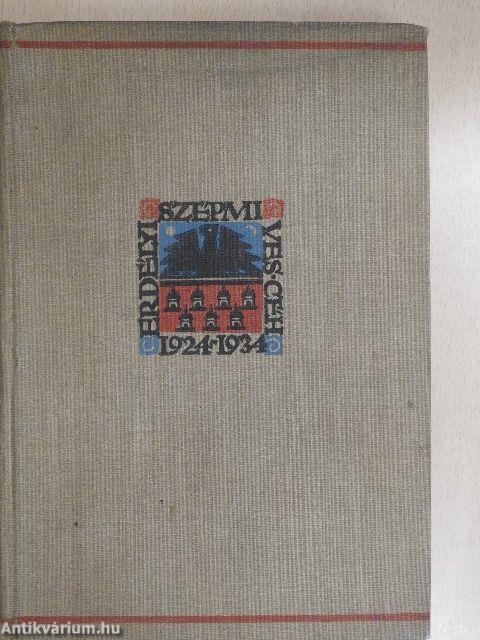 ERDÉLYI
SZÉPMI
VES·CÉH
1924-1934
Antikvárium.hu